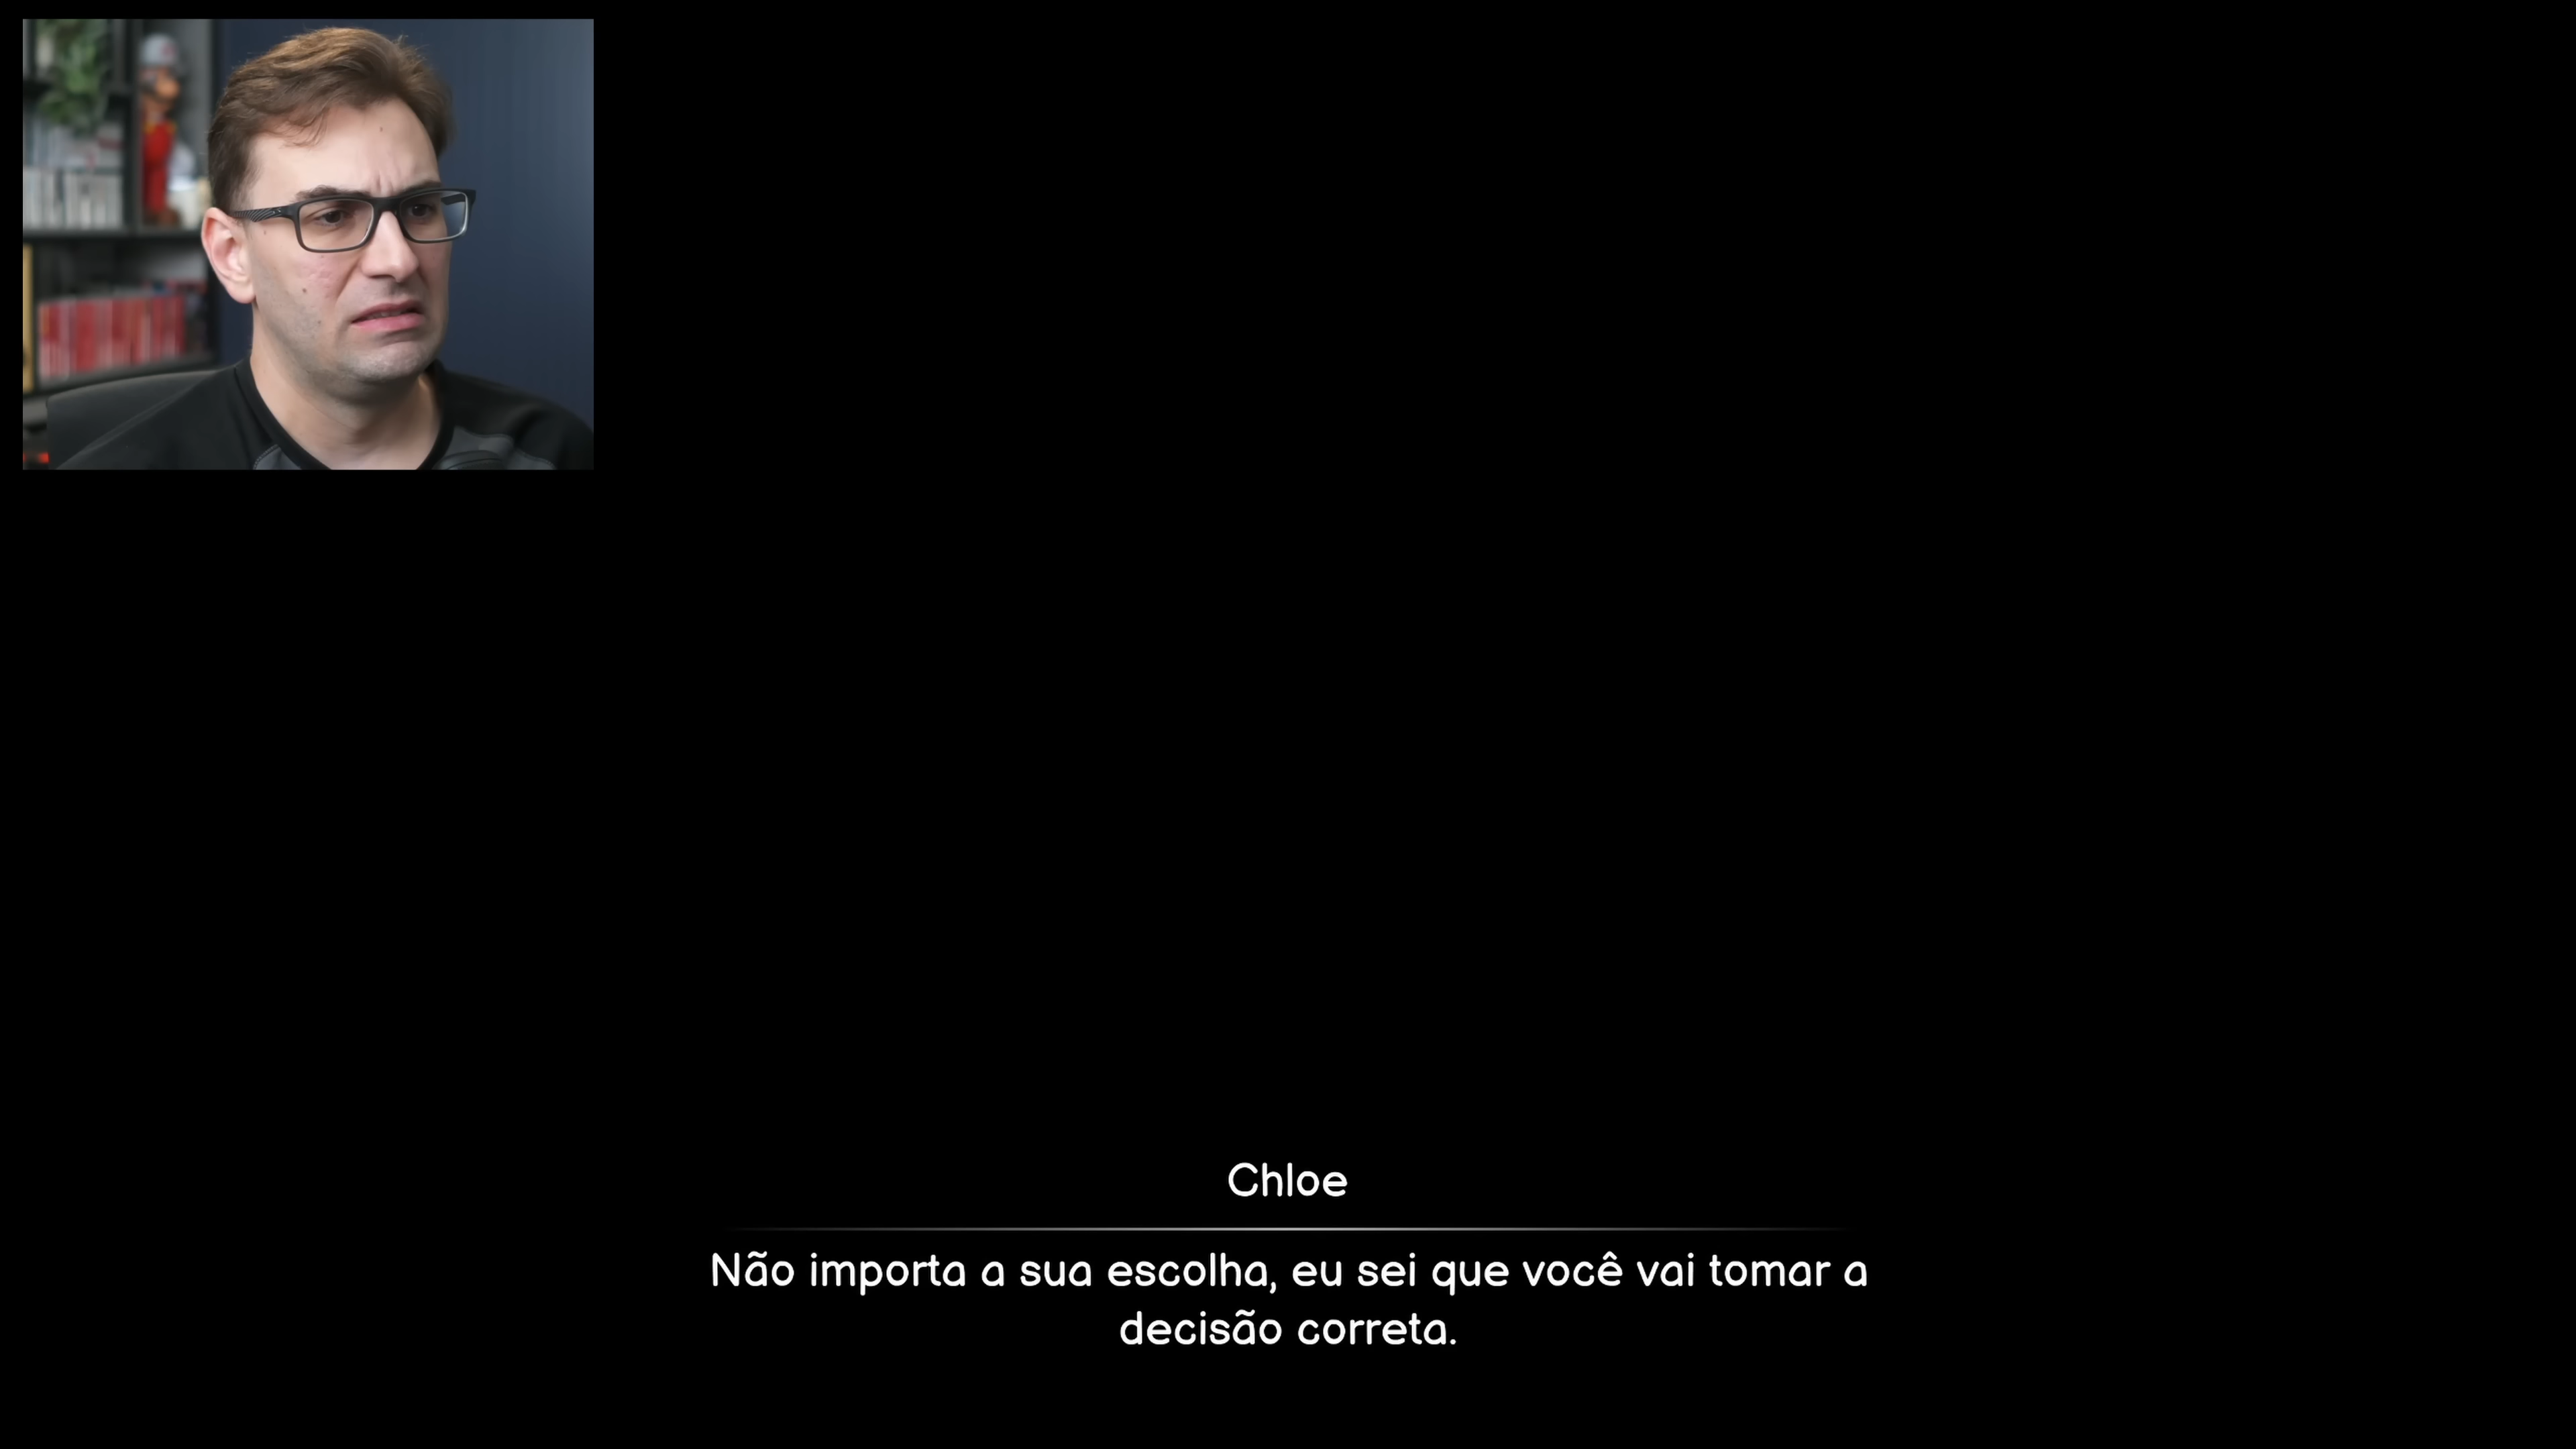 Chloe
Não importa a sua escolha, eu sei que você vai tomar a
decisão correta.